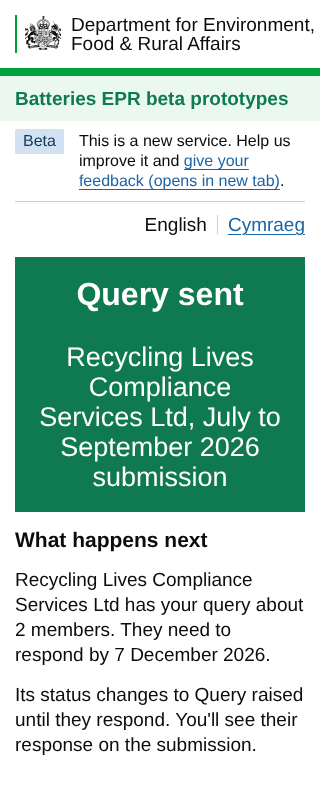 Department for Environment,
Food & Rural Affairs
Batteries EPR beta prototypes
Beta
This is a new service. Help us
improve it and give your
feedback (opens in new tab).
English
Cymraeg
Query sent
Recycling Lives
Compliance
Services Ltd, July to
September 2026
submission
What happens next
Recycling Lives Compliance
Services Ltd has your query about
2 members. They need to
respond by 7 December 2026.
Its status changes to Query raised
until they respond. You'll see their
response on the submission.